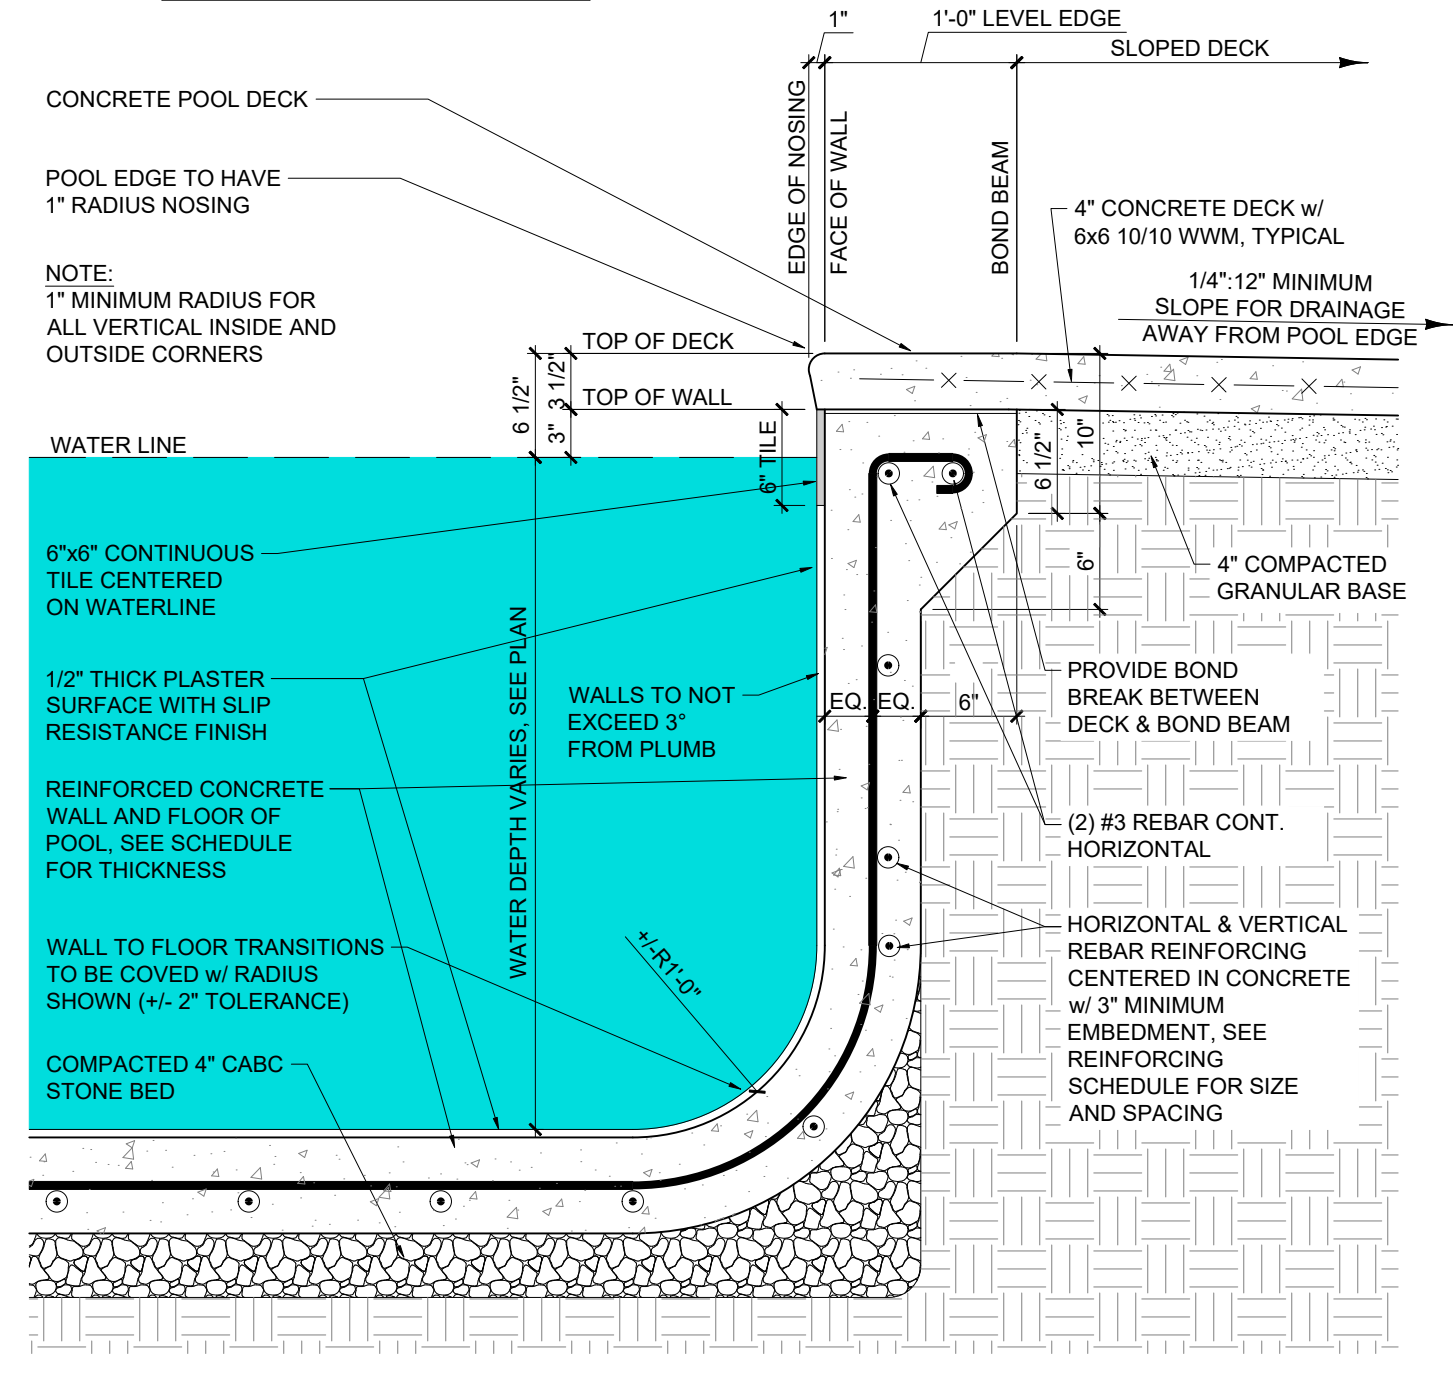 1"
1'-0" LEVEL EDGE
SLOPED DECK
CONCRETE POOL DECK
POOL EDGE TO HAVE
1" RADIUS NOSING
NOTE:
1" MINIMUM RADIUS FOR
ALL VERTICAL INSIDE AND
OUTSIDE CORNERS
EDGE OF NOSING
FACE OF WALL
BOND BEAM
4" CONCRETE DECK w/
6x6 10/10 WWM, TYPICAL
1/4":12" MINIMUM
SLOPE FOR DRAINAGE
AWAY FROM POOL EDGE
TOP OF DECK
TOP OF WALL
6 1/2"
3 1/2"
3"
WATER LINE
6" TILE
6 1/2"
10"
6"
6"x6" CONTINUOUS
TILE CENTERED
ON WATERLINE
4" COMPACTED
GRANULAR BASE
1/2" THICK PLASTER
SURFACE WITH SLIP
RESISTANCE FINISH
WATER DEPTH VARIES, SEE PLAN
WALLS TO NOT
EXCEED 3°
FROM PLUMB
EQ.
EQ.
6"
PROVIDE BOND
BREAK BETWEEN
DECK & BOND BEAM
REINFORCED CONCRETE
WALL AND FLOOR OF
POOL, SEE SCHEDULE
FOR THICKNESS
(2) #3 REBAR CONT.
HORIZONTAL
WALL TO FLOOR TRANSITIONS
TO BE COVED w/ RADIUS
SHOWN (+/- 2" TOLERANCE)
+/-R1'-0"
HORIZONTAL & VERTICAL
REBAR REINFORCING
CENTERED IN CONCRETE
w/ 3" MINIMUM
EMBEDMENT, SEE
REINFORCING
SCHEDULE FOR SIZE
AND SPACING
COMPACTED 4" CABC
STONE BED